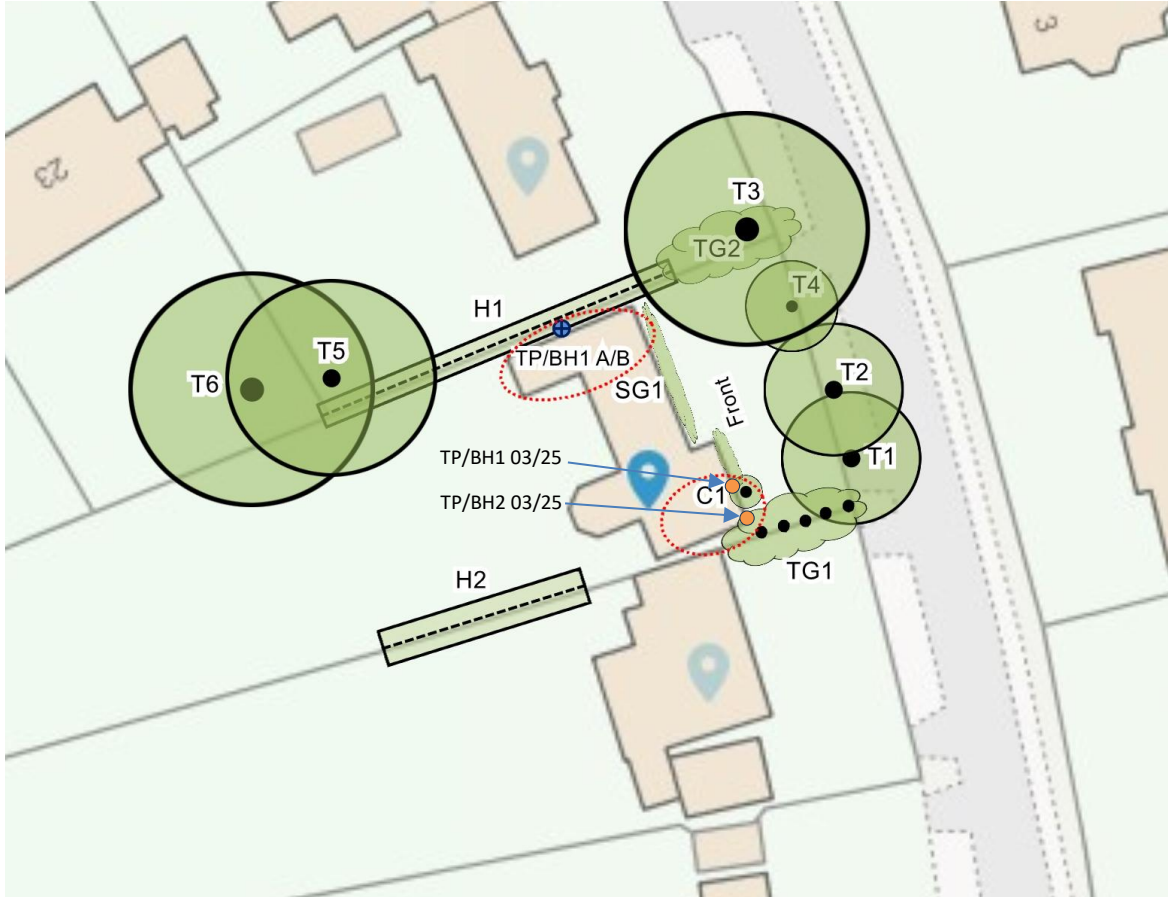 3
23
T3
TG2
T4
H1
T5
T6
TP/BH1 A/B
SG1
Front
T2
T1
TP/BH1 03/25
C1
TP/BH2 03/25
TG1
H2